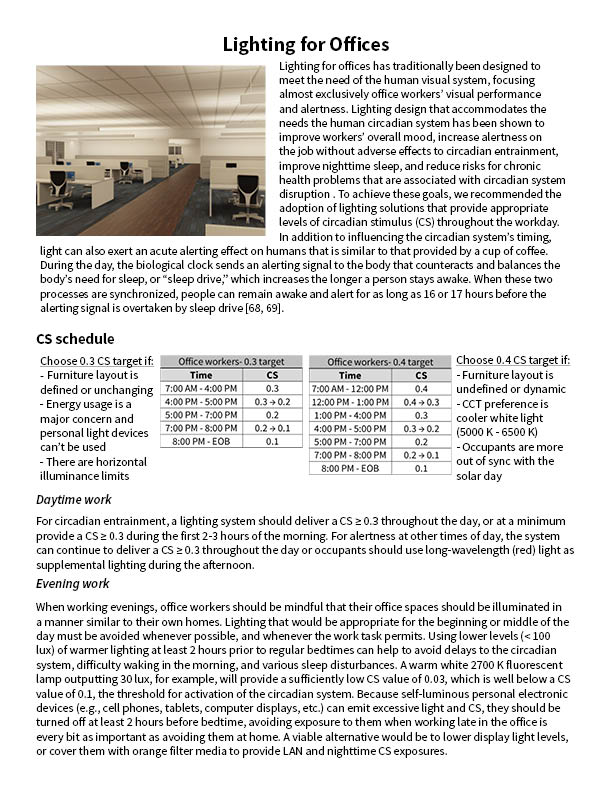 Lighting for Offices
Lighting for offices has traditionally been designed to
meet the need of the human visual system, focusing
almost exclusively office workers' visual performance
and alertness. Lighting design that accommodates the
needs the human circadian system has been shown to
improve workers' overall mood, increase alertness on
the job without adverse effects to circadian entrainment,
improve nighttime sleep, and reduce risks for chronic
health problems that are associated with circadian system
disruption . To achieve these goals, we recommended the
adoption of lighting solutions that provide appropriate
levels of circadian stimulus (CS) throughout the workday.
In addition to influencing the circadian system's timing,
light can also exert an acute alerting effect on humans that is similar to that provided by a cup of coffee.
During the day, the biological clock sends an alerting signal to the body that counteracts and balances the
body's need for sleep, or "sleep drive," which increases the longer a person stays awake. When these two
processes are synchronized, people can remain awake and alert for as long as 16 or 17 hours before the
alerting signal is overtaken by sleep drive [68, 69].
CS schedule
Choose 0.3 CS target if:
- Furniture layout is
defined or unchanging
- Energy usage is a
major concern and
personal light devices
can't be used
- There are horizontal
illuminance limits
Office workers- 0.3 target
Time CS
7:00 AM - 4:00 PM 0.3
4:00 PM - 5:00 PM 0.3 → 0.2
5:00 PM - 7:00 PM 0.2
7:00 PM - 8:00 PM 0.2 → 0.1
8:00 PM - EOB 0.1
Office workers- 0.4 target
Time CS
7:00 AM - 12:00 PM 0.4
12:00 PM - 1:00 PM 0.4 → 0.3
1:00 PM - 4:00 PM 0.3
4:00 PM - 5:00 PM 0.3 → 0.2
5:00 PM - 7:00 PM 0.2
7:00 PM - 8:00 PM 0.2 → 0.1
8:00 PM - EOB 0.1
Choose 0.4 CS target if:
- Furniture layout is
undefined or dynamic
- CCT preference is
cooler white light
(5000 K - 6500 K)
- Occupants are more
out of sync with the
solar day
Daytime work
For circadian entrainment, a lighting system should deliver a CS ≥ 0.3 throughout the day, or at a minimum
provide a CS ≥ 0.3 during the first 2-3 hours of the morning. For alertness at other times of day, the system
can continue to deliver a CS ≥ 0.3 throughout the day or occupants should use long-wavelength (red) light as
supplemental lighting during the afternoon.
Evening work
When working evenings, office workers should be mindful that their office spaces should be illuminated in
a manner similar to their own homes. Lighting that would be appropriate for the beginning or middle of the
day must be avoided whenever possible, and whenever the work task permits. Using lower levels (< 100
lux) of warmer lighting at least 2 hours prior to regular bedtimes can help to avoid delays to the circadian
system, difficulty waking in the morning, and various sleep disturbances. A warm white 2700 K fluorescent
lamp outputting 30 lux, for example, will provide a sufficiently low CS value of 0.03, which is well below a CS
value of 0.1, the threshold for activation of the circadian system. Because self-luminous personal electronic
devices (e.g., cell phones, tablets, computer displays, etc.) can emit excessive light and CS, they should be
turned off at least 2 hours before bedtime, avoiding exposure to them when working late in the office is
every bit as important as avoiding them at home. A viable alternative would be to lower display light levels,
or cover them with orange filter media to provide LAN and nighttime CS exposures.